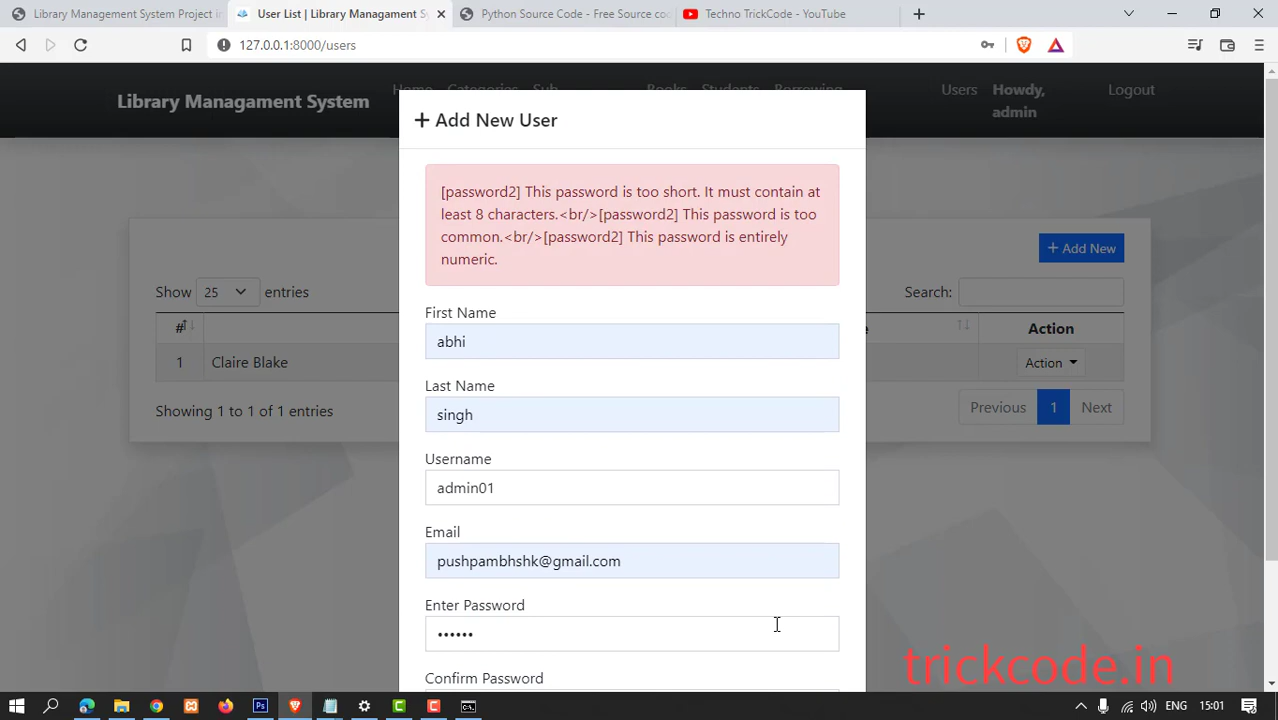 Library Management System Project in
User List | Library Managament Sy
Python Source Code - Free Source co
Techno TrickCode - YouTube
127.0.0.1:8000/users
Library Managament System
Home Categories Sub Books Students Borrowing
Users Howdy, admin Logout
Add New User
[password2] This password is too short. It must contain at
least 8 characters.<br/>[password2] This password is too
common.<br/>[password2] This password is entirely
numeric.
Add New
Show 25 entries
Search:
# Action
1 Claire Blake Action
Showing 1 to 1 of 1 entries
Previous 1 Next
First Name
abhi
Last Name
singh
Username
admin01
Email
pushpambhshk@gmail.com
Enter Password
••••••
Confirm Password
trickcode.in
ENG 15:01